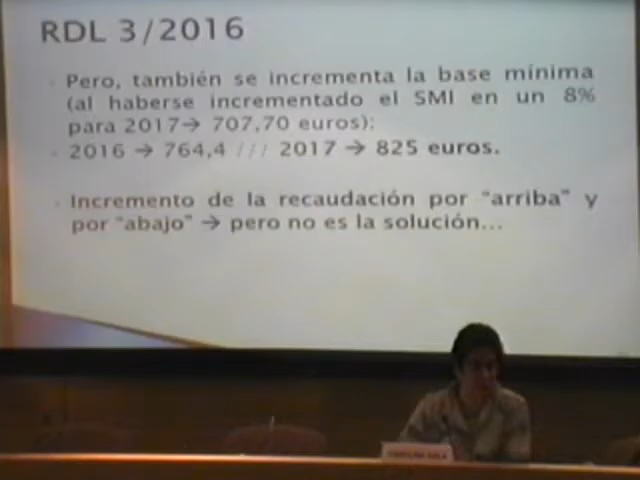 RDL 3/2016
Pero, también se incrementa la base mínima
(al haberse incrementado el SMI en un 8%
para 2017→ 707,70 euros):
2016 → 764,4 /// 2017 → 825 euros.
Incremento de la recaudación por “arriba” y
por “abajo” → pero no es la solución...